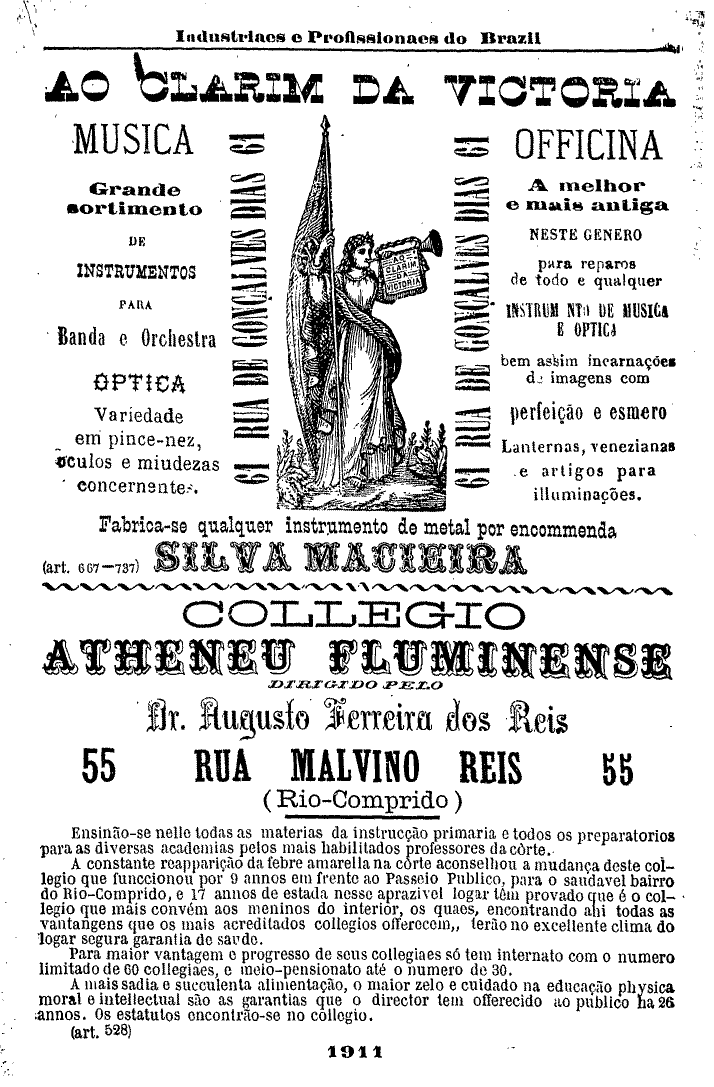 Industriaes e Profissionaes do Brazil
AO CLARIM DA VICTORIA
MUSICA
Grande
sortimento
DE
INSTRUMENTOS
PARA
Banda e Orchestra
OPTICA
Variedade
em pince-nez,
oculos e miudezas
concernentes.
61 RUA DE GONÇALVES DIAS 61
AO
CLARIM
DA
VICTORIA
61 RUA DE GONÇALVES DIAS 61
OFFICINA
A melhor
e mais antiga
NESTE GENERO
para reparos
de todo e qualquer
INSTRUM NTO DE MUSICA
E OPTICA
bem assim incarnações
de imagens com
perfeição e esmero
Lanternas, venezianas
e artigos para
illuminações.
Fabrica-se qualquer instrumento de metal por encommenda
(art. 667—737) SILVA MACIEIRA
COLLEGIO
ATHENEU FLUMINENSE
DIRIGIDO PELO
Dr. Augusto Ferreira dos Reis
55 RUA MALVINO REIS 55
(Rio-Comprido)
Ensinão-se nelle todas as materias da instrucção primaria e todos os preparatorios
para as diversas academias pelos mais habilitados professores da côrte.
A constante reapparição da febre amarella na côrte aconselhou a mudança deste col-
legio que funccionou por 9 annos em frente ao Passeio Publico, para o saudavel bairro
do Rio-Comprido, e 17 annos de estada nesse aprazivel logar têm provado que é o col-
legio que mais convém aos meninos do interior, os quaes, encontrando ahi todas as
vantangens que os mais acreditados collegios offerecem,, terão no excellente clima do
logar segura garantia de saude.
Para maior vantagem e progresso de seus collegiaes só tem internato com o numero
limitado de 60 collegiaes, e meio-pensionato até o numero de 30.
A mais sadia e succulenta alimentação, o maior zelo e cuidado na educação physica
moral e intellectual são as garantias que o director tem offerecido ao publico ha 26
annos. Os estatutos encontrão-se no collegio.
(art. 528)
1911